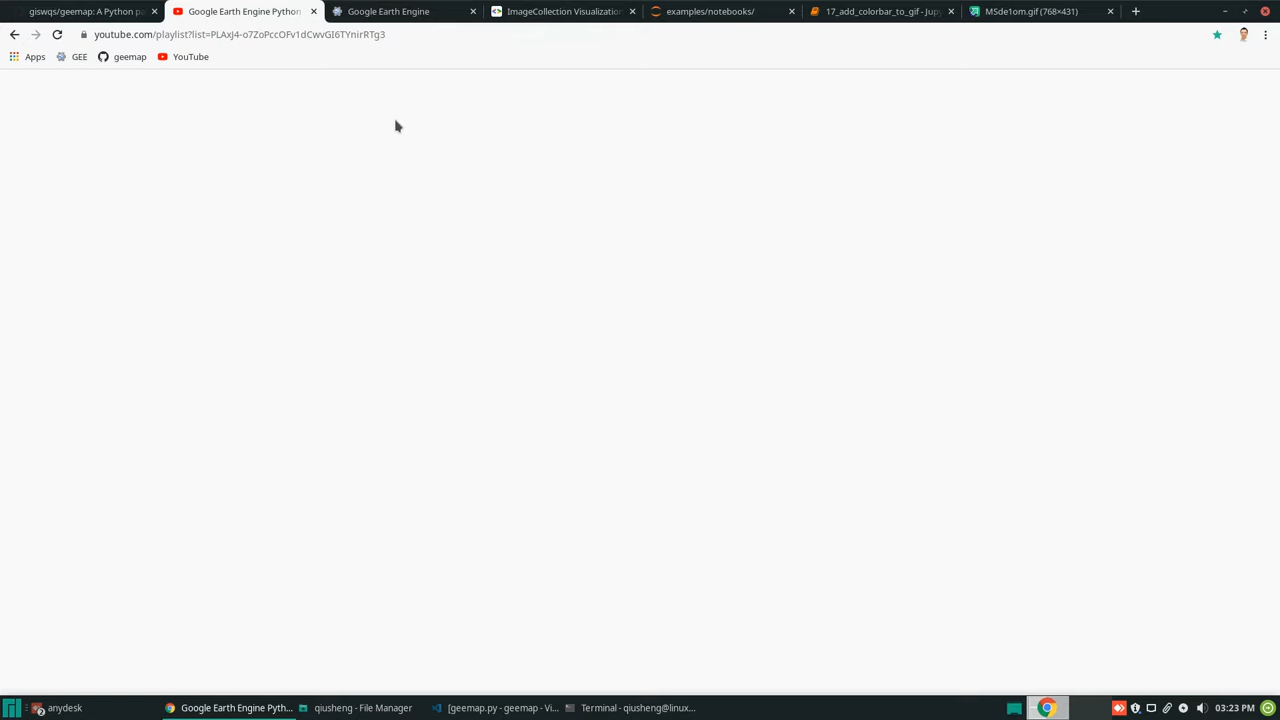 giswqs/geemap: A Python pa
Google Earth Engine Python
Google Earth Engine
ImageCollection Visualization
examples/notebooks/
17_add_colorbar_to_gif - Jupy
MSde1om.gif (768×431)
youtube.com/playlist?list=PLAxJ4-o7ZoPccOFv1dCwvGI6TYnirRTg3
Apps
GEE
geemap
YouTube
anydesk
Google Earth Engine Pyth...
qiusheng - File Manager
[geemap.py - geemap - Vi...
Terminal - qiusheng@linux...
03:23 PM